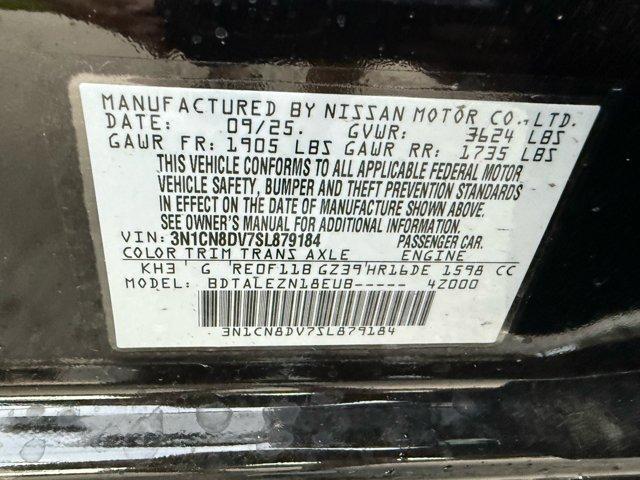 MANUFACTURED BY NISSAN MOTOR CO.,LTD.
DATE: 09/25. GVWR: 3624 LBS
GAWR FR: 1905 LBS GAWR RR: 1735 LBS
THIS VEHICLE CONFORMS TO ALL APPLICABLE FEDERAL MOTOR
VEHICLE SAFETY, BUMPER AND THEFT PREVENTION STANDARDS
IN EFFECT ON THE DATE OF MANUFACTURE SHOWN ABOVE.
SEE OWNER'S MANUAL FOR ADDITIONAL INFORMATION.
VIN: 3N1CN8DV7SL879184 PASSENGER CAR.
COLOR TRIM TRANS AXLE ENGINE
KH3 G RE0F11B GZ39 HR16DE 1598 CC
MODEL: BDTALEZN18EUB----- 4Z000
3N1CN8DV7SL879184